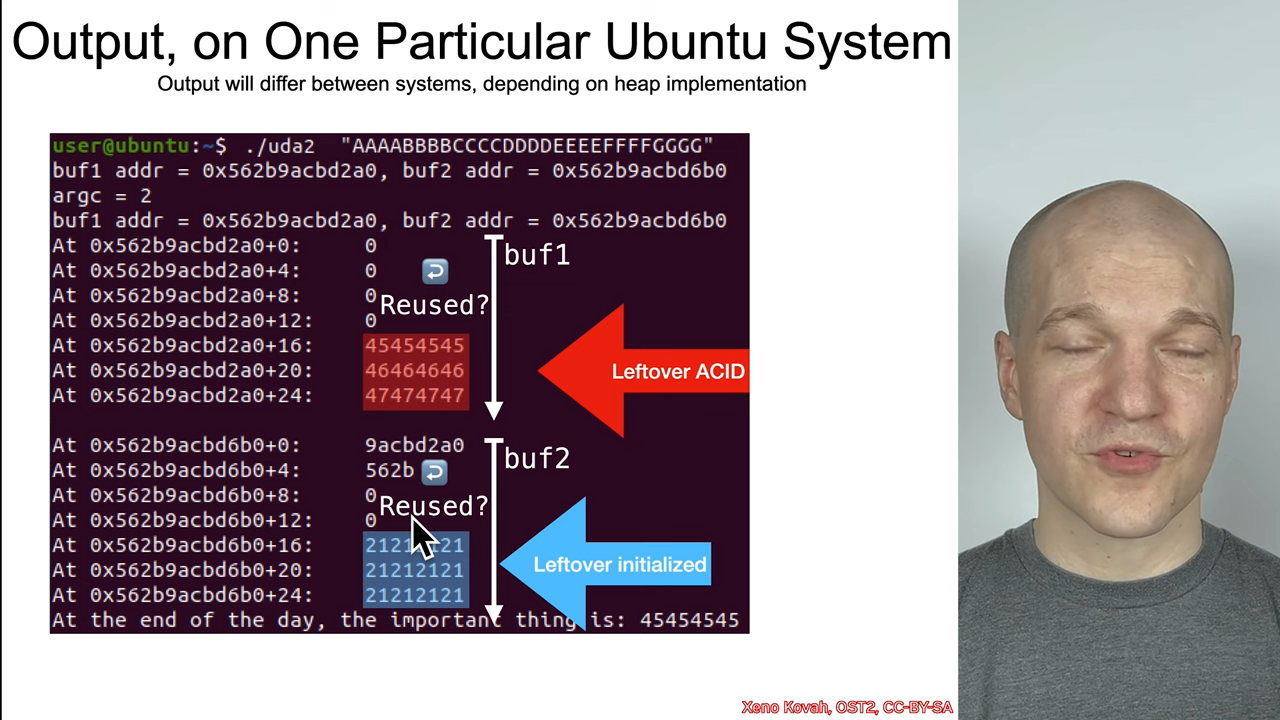 Output, on One Particular Ubuntu System
Output will differ between systems, depending on heap implementation
user@ubuntu:~$ ./uda2 "AAAABBBBCCCCDDDDEEEEFFFFGGGG"
buf1 addr = 0x562b9acbd2a0, buf2 addr = 0x562b9acbd6b0
argc = 2
buf1 addr = 0x562b9acbd2a0, buf2 addr = 0x562b9acbd6b0
At 0x562b9acbd2a0+0: 0
buf1
At 0x562b9acbd2a0+4: 0
At 0x562b9acbd2a0+8: 0
Reused?
At 0x562b9acbd2a0+12: 0
At 0x562b9acbd2a0+16: 45454545
At 0x562b9acbd2a0+20: 46464646
Leftover ACID
At 0x562b9acbd2a0+24: 47474747
At 0x562b9acbd6b0+0: 9acbd2a0
buf2
At 0x562b9acbd6b0+4: 562b
At 0x562b9acbd6b0+8: 0
Reused?
At 0x562b9acbd6b0+12: 0
At 0x562b9acbd6b0+16: 21212121
At 0x562b9acbd6b0+20: 21212121
Leftover initialized
At 0x562b9acbd6b0+24: 21212121
At the end of the day, the important thing is: 45454545
Xeno Kovah, OST2, CC-BY-SA